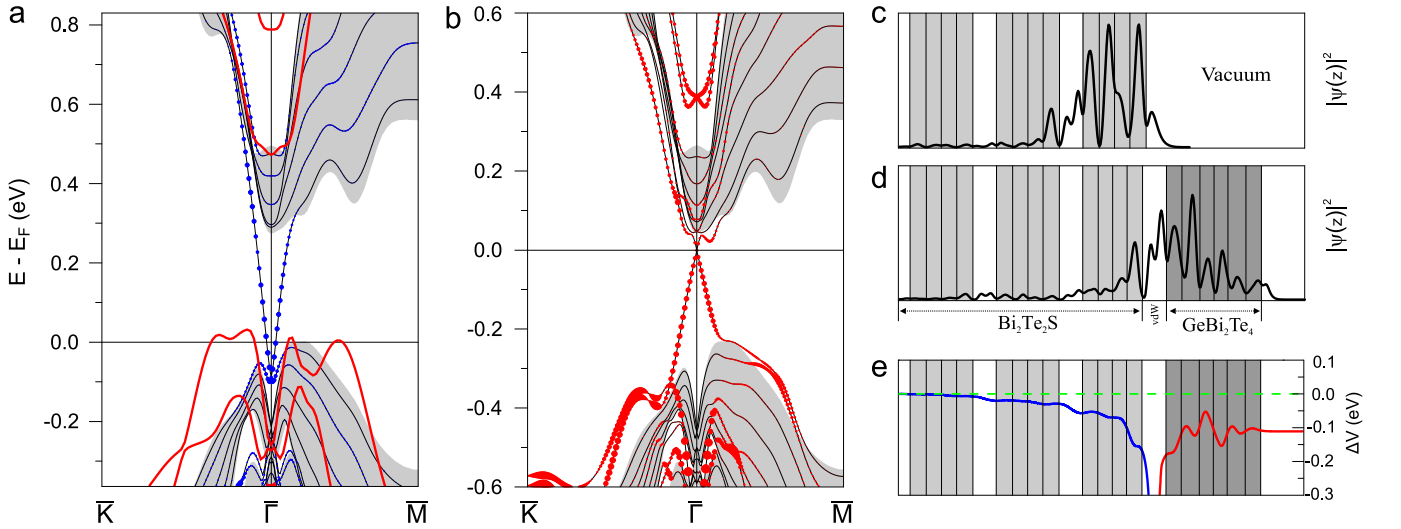 a
E - E_F (eV)
0.8
0.6
0.4
0.2
0.0
-0.2
K̅
Γ̅
M̅
b
0.6
0.4
0.2
0.0
-0.2
-0.4
-0.6
K̅
Γ̅
M̅
c
Vacuum
|ψ(z)|²
d
|ψ(z)|²
Bi₂Te₂S
vdW
GeBi₂Te₄
e
0.1
0.0
-0.1
-0.2
-0.3
ΔV (eV)